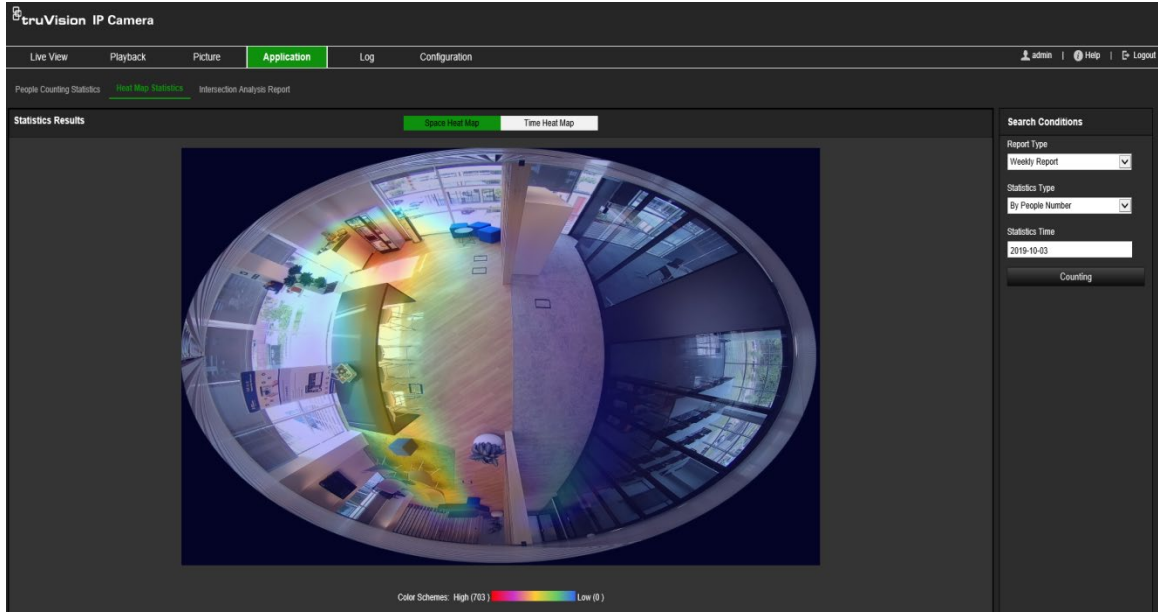 truVision IP Camera
Live View Playback Picture Application Log Configuration admin | Help | Logout
People Counting Statistics Heat Map Statistics Intersection Analysis Report
Statistics Results Space Heat Map Time Heat Map Search Conditions
Report Type
Weekly Report
Statistics Type
By People Number
Statistics Time
2019-10-03
Counting
Color Schemes: High (703 ) Low (0 )